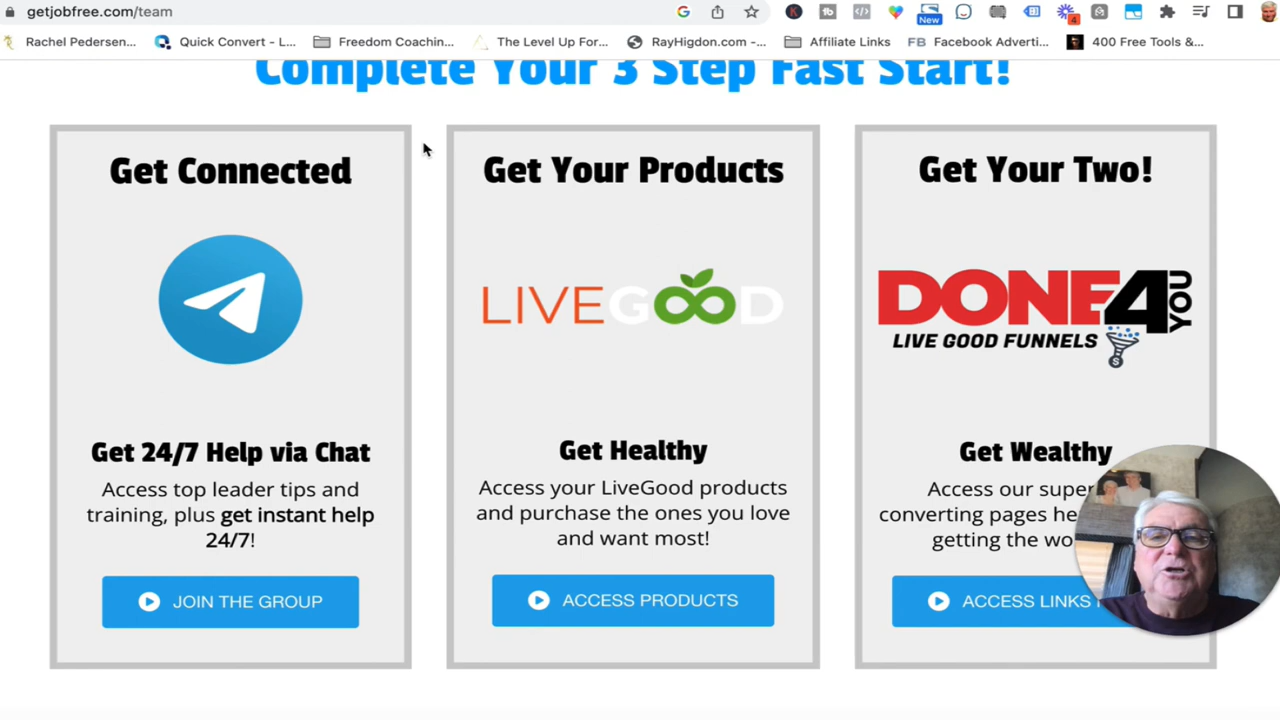 getjobfree.com/team
New
4
Rachel Pedersen...
Quick Convert - L...
Freedom Coachin...
The Level Up For...
RayHigdon.com -...
Affiliate Links
FB Facebook Adverti...
400 Free Tools &...
Complete Your 3 Step Fast Start!
Get Connected
Get 24/7 Help via Chat
Access top leader tips and
training, plus get instant help
24/7!
JOIN THE GROUP
Get Your Products
LIVEGOOD
Get Healthy
Access your LiveGood products
and purchase the ones you love
and want most!
ACCESS PRODUCTS
Get Your Two!
DONE4YOU
LIVE GOOD FUNNELS
Get Wealthy
Access our super
converting pages
getting the
ACCESS LINKS